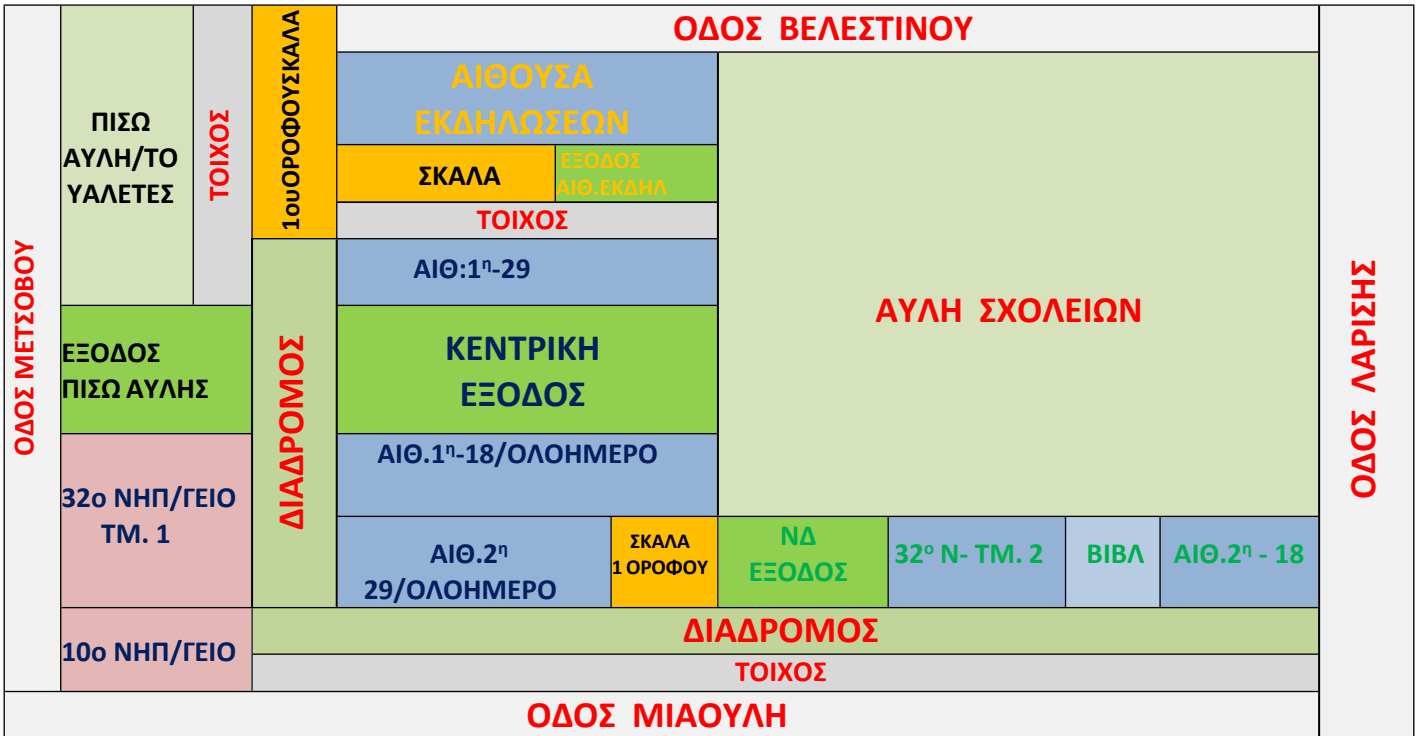 ΟΔΟΣ ΒΕΛΕΣΤΙΝΟΥ
ΟΔΟΣ ΜΕΤΣΟΒΟΥ
ΠΙΣΩ
ΑΥΛΗ/ΤΟ
ΥΑΛΕΤΕΣ
ΤΟΙΧΟΣ
1ουΟΡΟΦΟΥΣΚΑΛΑ
ΑΙΘΟΥΣΑ
ΕΚΔΗΛΩΣΕΩΝ
ΣΚΑΛΑ
ΕΞΟΔΟΣ
ΑΙΘ.ΕΚΔΗΛ
ΤΟΙΧΟΣ
ΑΙΘ:1η-29
ΑΥΛΗ ΣΧΟΛΕΙΩΝ
ΟΔΟΣ ΛΑΡΙΣΗΣ
ΕΞΟΔΟΣ
ΠΙΣΩ ΑΥΛΗΣ
ΔΙΑΔΡΟΜΟΣ
ΚΕΝΤΡΙΚΗ
ΕΞΟΔΟΣ
32ο ΝΗΠ/ΓΕΙΟ
ΤΜ. 1
ΑΙΘ.1η-18/ΟΛΟΗΜΕΡΟ
ΑΙΘ.2η
29/ΟΛΟΗΜΕΡΟ
ΣΚΑΛΑ
1 ΟΡΟΦΟΥ
ΝΔ
ΕΞΟΔΟΣ
32ο Ν- ΤΜ. 2
ΒΙΒΛ
ΑΙΘ.2η - 18
10ο ΝΗΠ/ΓΕΙΟ
ΔΙΑΔΡΟΜΟΣ
ΤΟΙΧΟΣ
ΟΔΟΣ ΜΙΑΟΥΛΗ